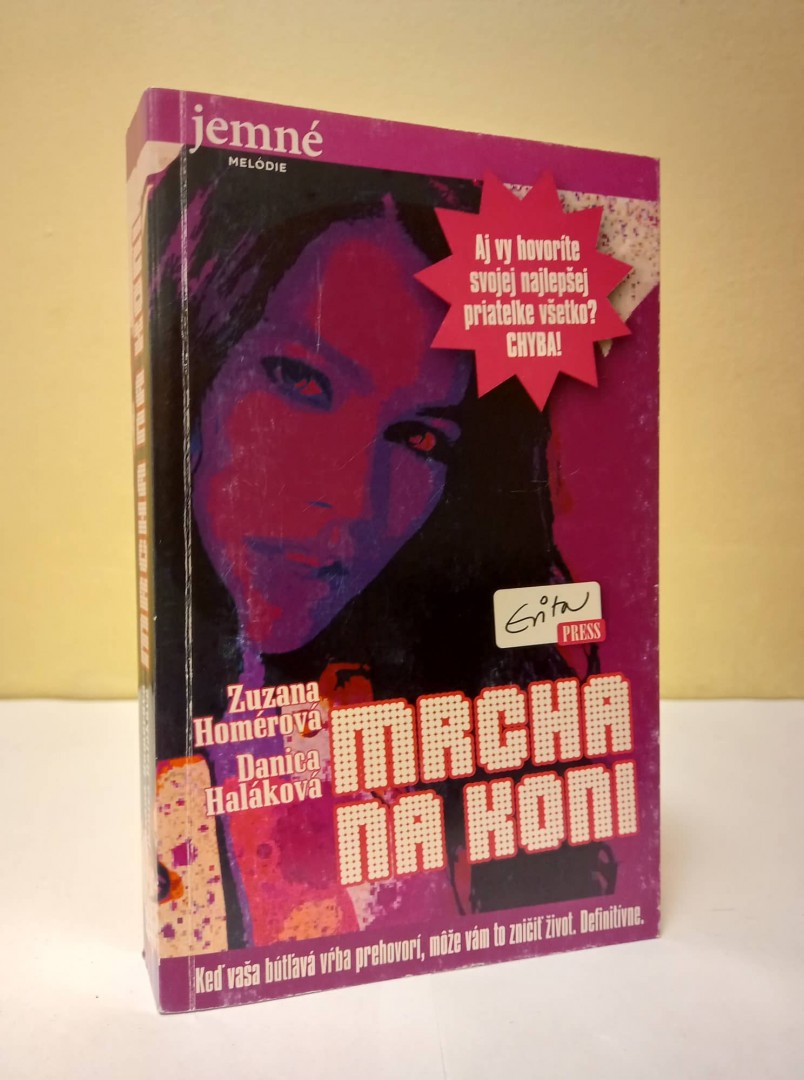 jemné
MELÓDIE
Aj vy hovoríte
svojej najlepšej
priateľke všetko?
CHYBA!
Evita
PRESS
Zuzana
Homérová
Danica
Haláková
MRCHA
NA KONI
Keď vaša bútľavá vŕba prehovorí, môže vám to zničiť život. Definitívne.